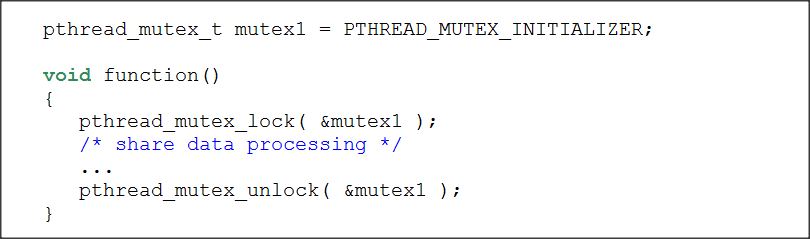 pthread_mutex_t mutex1 = PTHREAD_MUTEX_INITIALIZER;
void function()
{
pthread_mutex_lock( &mutex1 );
/* share data processing */
...
pthread_mutex_unlock( &mutex1 );
}